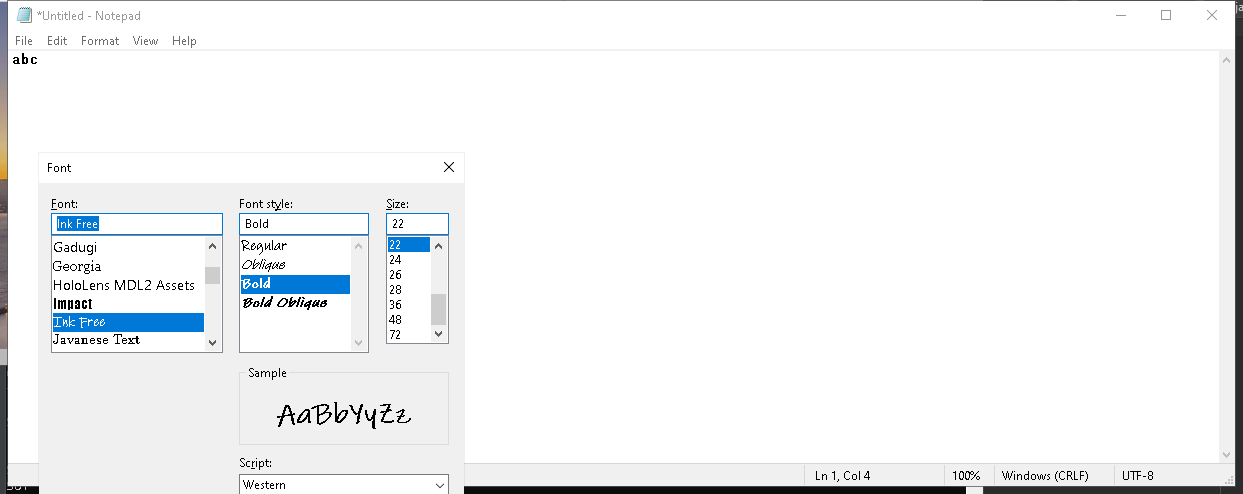 *Untitled - Notepad
File Edit Format View Help
abc
Font
Font: Font style: Size:
Ink Free Bold 22
Gadugi Regular 22
Georgia Oblique 24
HoloLens MDL2 Assets Bold 26
Impact Bold Oblique 28
Ink Free 36
Javanese Text 48
72
Sample
AaBbYyZz
Script:
Western
Ln 1, Col 4 100% Windows (CRLF) UTF-8